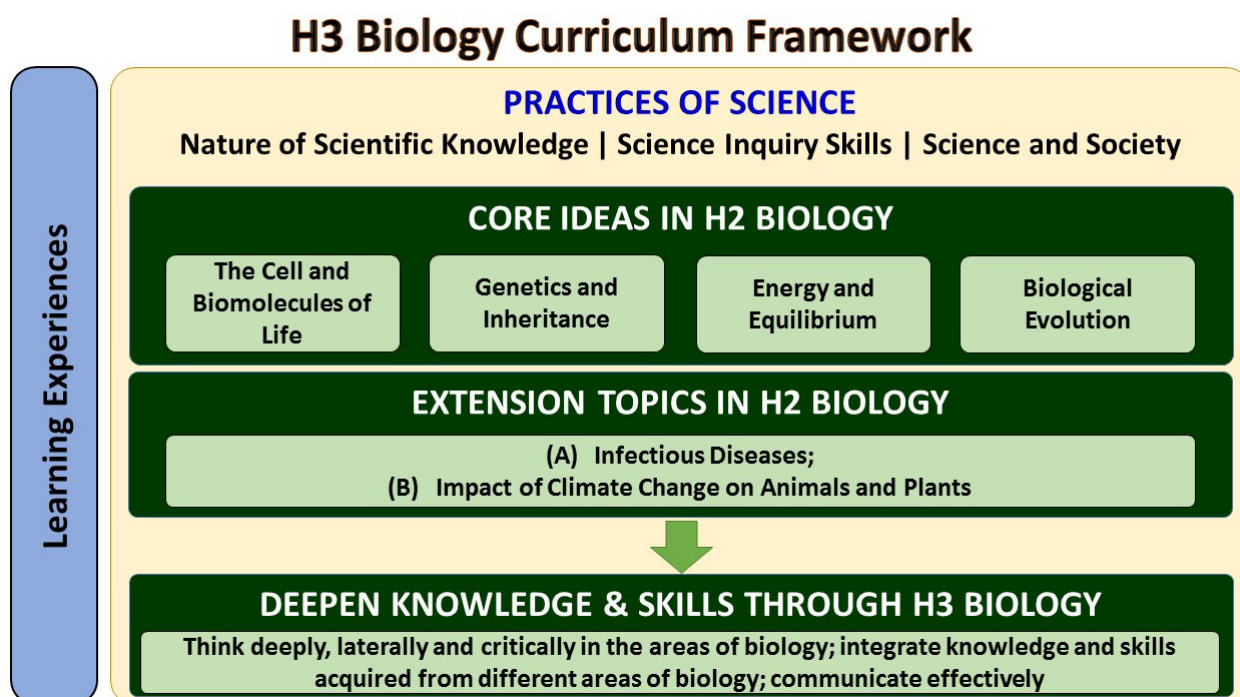 H3 Biology Curriculum Framework
Learning Experiences
PRACTICES OF SCIENCE
Nature of Scientific Knowledge | Science Inquiry Skills | Science and Society
CORE IDEAS IN H2 BIOLOGY
The Cell and
Biomolecules of
Life
Genetics and
Inheritance
Energy and
Equilibrium
Biological
Evolution
EXTENSION TOPICS IN H2 BIOLOGY
(A) Infectious Diseases;
(B) Impact of Climate Change on Animals and Plants
DEEPEN KNOWLEDGE & SKILLS THROUGH H3 BIOLOGY
Think deeply, laterally and critically in the areas of biology; integrate knowledge and skills
acquired from different areas of biology; communicate effectively